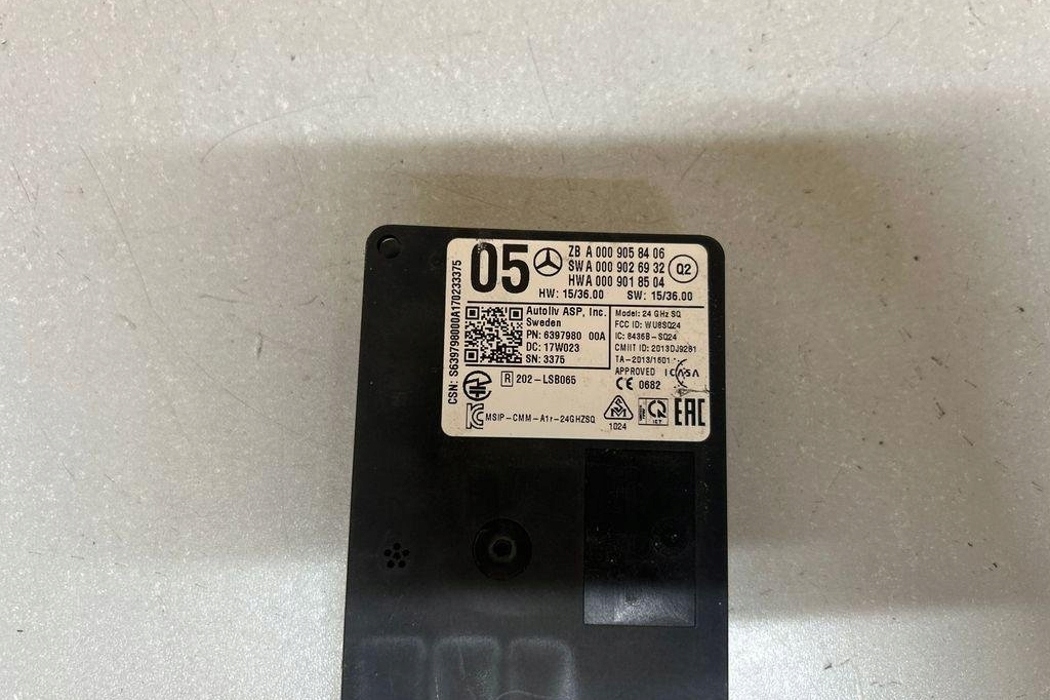 05
ZB A 000 905 84 06
SW A 000 902 69 32
HW A 000 901 85 04
Q2
HW: 15/36.00 SW: 15/36.00
CSN: S6397980000A170233375
Autoliv ASP, Inc.
Sweden
PN: 6397980 00A
DC: 17W023
SN: 3375
Model: 24 GHz SQ
FCC ID: WU8SQ24
IC: 8436B-SQ24
CMIIT ID: 2013DJ9281
TA-2013/1601
APPROVED ICASA
CE 0682
R 202-LSB065
MSIP-CMM-A1r-24GHZSQ
1024
EAC